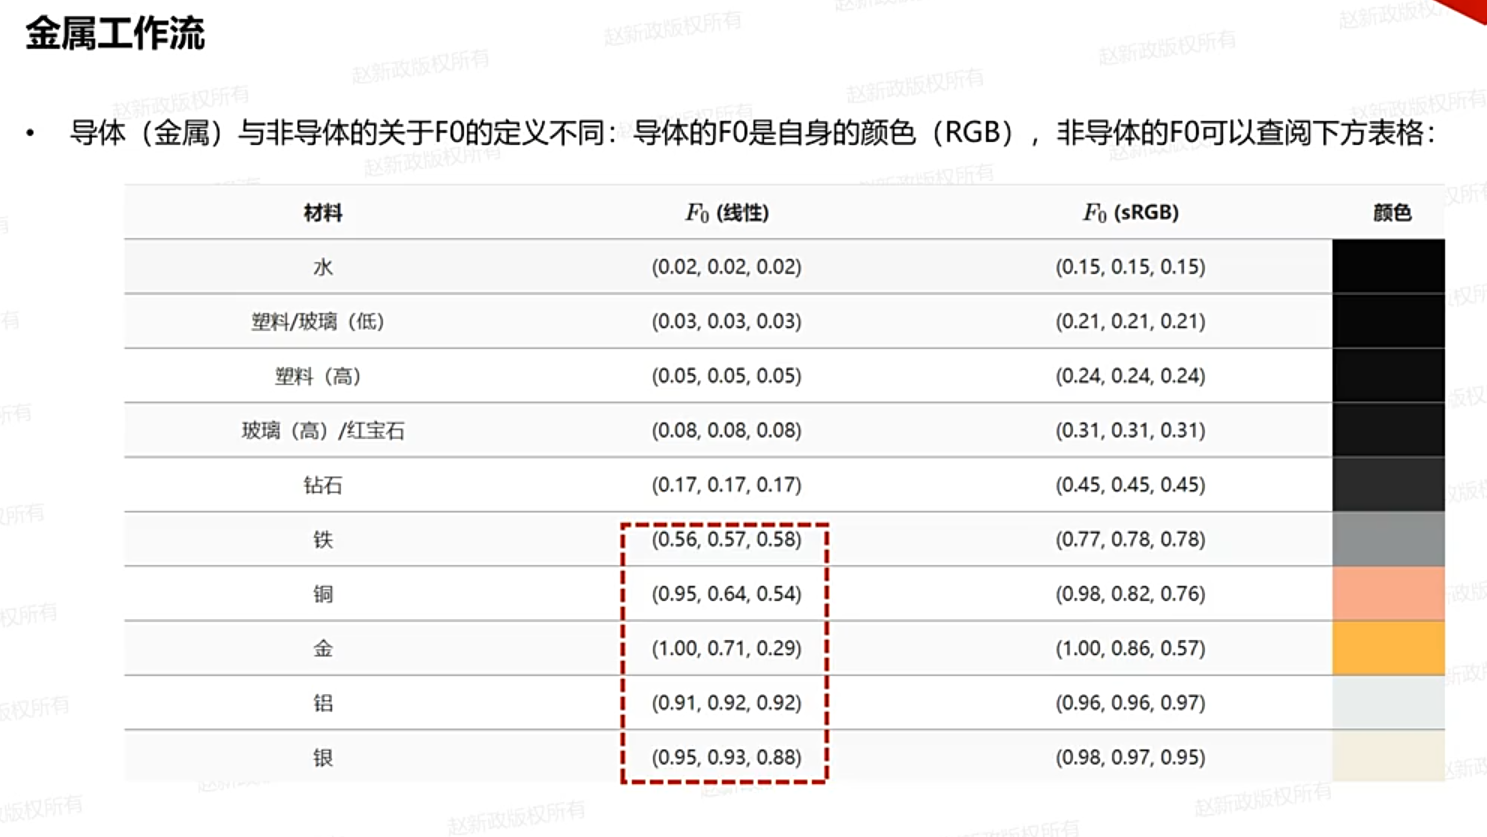 金属工作流
• 导体（金属）与非导体的关于F0的定义不同：导体的F0是自身的颜色（RGB），非导体的F0可以查阅下方表格：
材料 F₀ (线性) F₀ (sRGB) 颜色
水 (0.02, 0.02, 0.02) (0.15, 0.15, 0.15)
塑料/玻璃（低） (0.03, 0.03, 0.03) (0.21, 0.21, 0.21)
塑料（高） (0.05, 0.05, 0.05) (0.24, 0.24, 0.24)
玻璃（高）/红宝石 (0.08, 0.08, 0.08) (0.31, 0.31, 0.31)
钻石 (0.17, 0.17, 0.17) (0.45, 0.45, 0.45)
铁 (0.56, 0.57, 0.58) (0.77, 0.78, 0.78)
铜 (0.95, 0.64, 0.54) (0.98, 0.82, 0.76)
金 (1.00, 0.71, 0.29) (1.00, 0.86, 0.57)
铝 (0.91, 0.92, 0.92) (0.96, 0.96, 0.97)
银 (0.95, 0.93, 0.88) (0.98, 0.97, 0.95)
赵新政版权所有